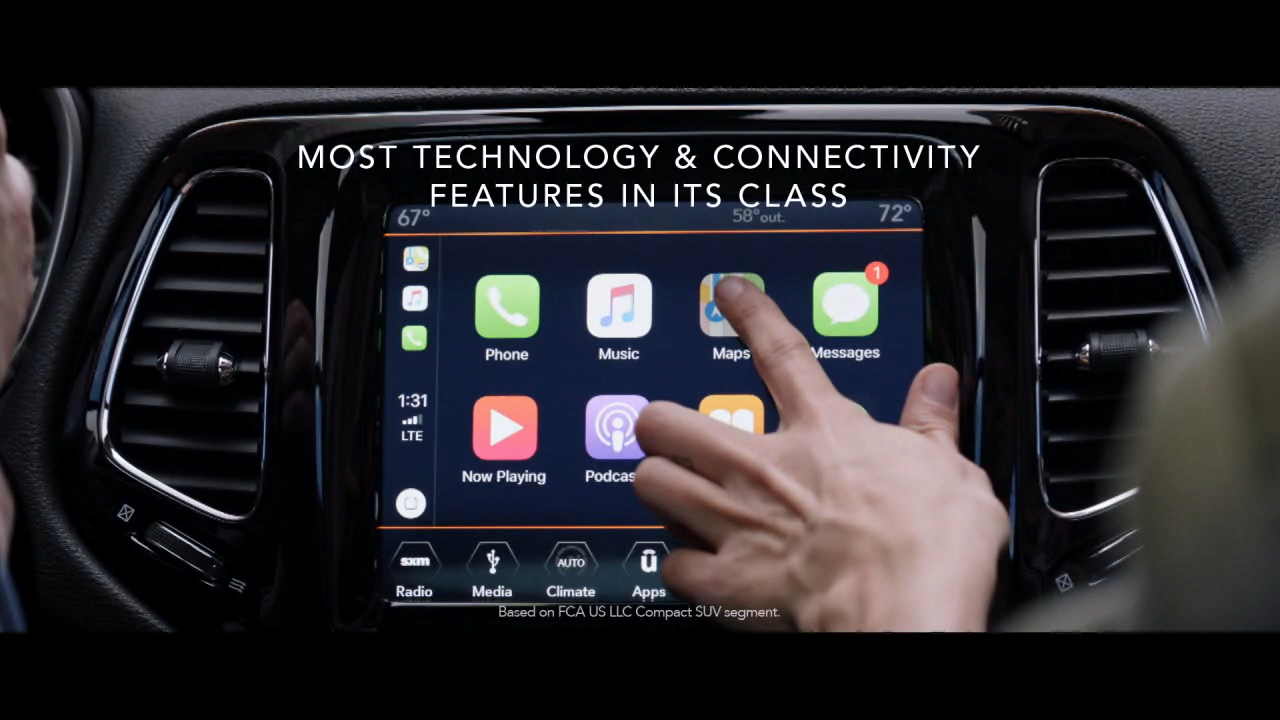 MOST TECHNOLOGY & CONNECTIVITY
FEATURES IN ITS CLASS
67° 58° out. 72°
1
Phone Music Maps Messages
1:31
LTE
Now Playing Podcas
sxm AUTO ū
Radio Media Climate Apps
Based on FCA US LLC Compact SUV segment.